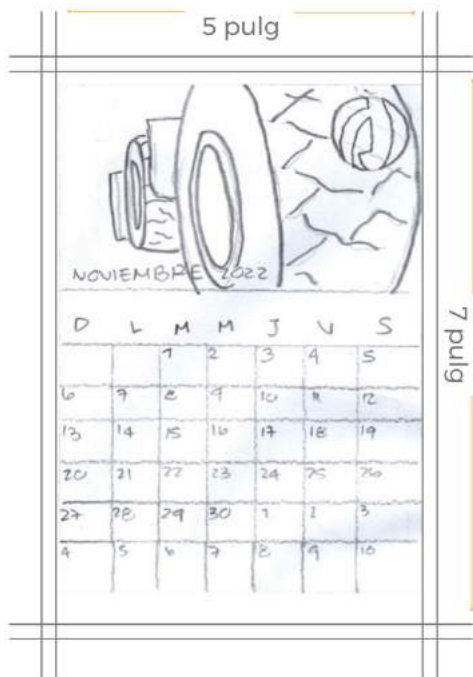 5 pulg
7 pulg
NOVIEMBRE 2022
D L M M J V S
1 2 3 4 5
6 7 8 9 10 11 12
13 14 15 16 17 18 19
20 21 22 23 24 25 26
27 28 29 30 1 2 3
4 5 6 7 8 9 10